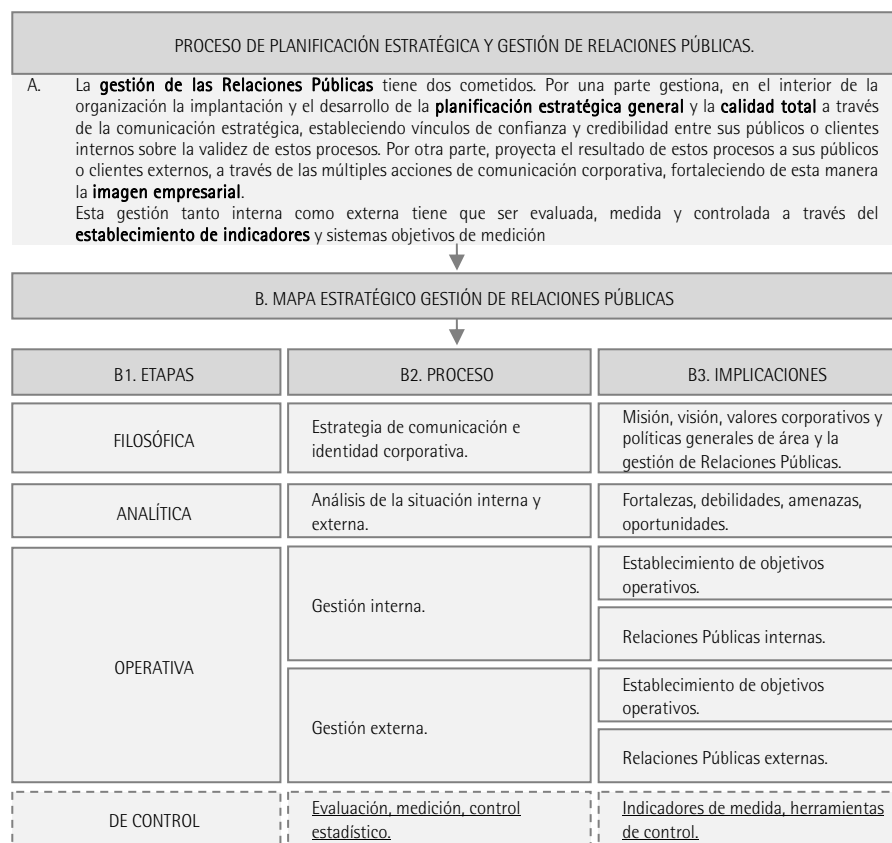 PROCESO DE PLANIFICACIÓN ESTRATÉGICA Y GESTIÓN DE RELACIONES PÚBLICAS.
A. La gestión de las Relaciones Públicas tiene dos cometidos. Por una parte gestiona, en el interior de la
organización la implantación y el desarrollo de la planificación estratégica general y la calidad total a través
de la comunicación estratégica, estableciendo vínculos de confianza y credibilidad entre sus públicos o clientes
internos sobre la validez de estos procesos. Por otra parte, proyecta el resultado de estos procesos a sus públicos
o clientes externos, a través de las múltiples acciones de comunicación corporativa, fortaleciendo de esta manera
la imagen empresarial.
Esta gestión tanto interna como externa tiene que ser evaluada, medida y controlada a través del
establecimiento de indicadores y sistemas objetivos de medición
B. MAPA ESTRATÉGICO GESTIÓN DE RELACIONES PÚBLICAS
B1. ETAPAS
B2. PROCESO
B3. IMPLICACIONES
FILOSÓFICA
Estrategia de comunicación e
identidad corporativa.
Misión, visión, valores corporativos y
políticas generales de área y la
gestión de Relaciones Públicas.
ANALÍTICA
Análisis de la situación interna y
externa.
Fortalezas, debilidades, amenazas,
oportunidades.
OPERATIVA
Gestión interna.
Establecimiento de objetivos
operativos.
Relaciones Públicas internas.
Gestión externa.
Establecimiento de objetivos
operativos.
Relaciones Públicas externas.
DE CONTROL
Evaluación, medición, control
estadístico.
Indicadores de medida, herramientas
de control.